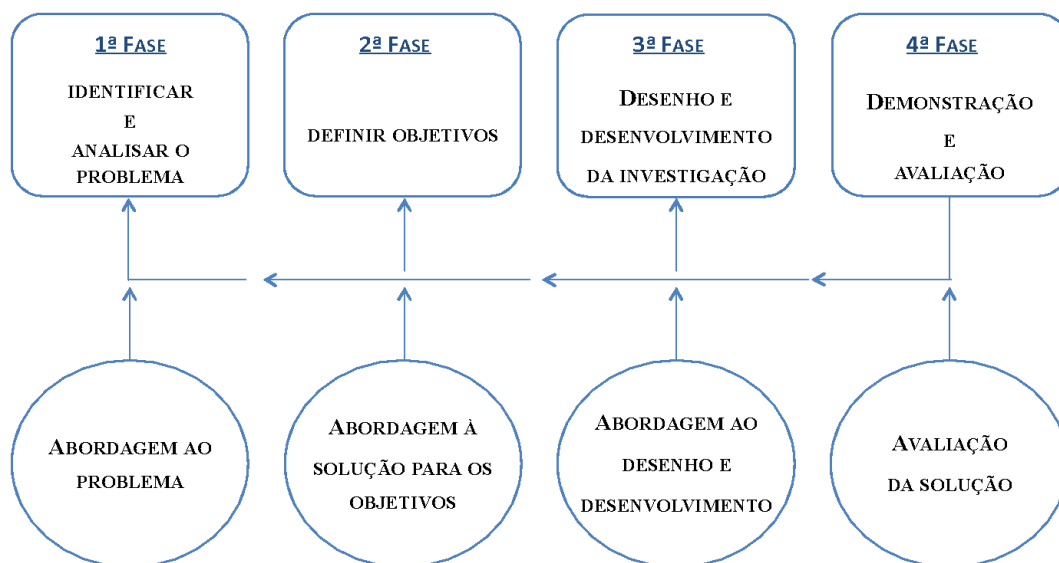 1ª FASE
IDENTIFICAR
E
ANALISAR O
PROBLEMA
2ª FASE
DEFINIR OBJETIVOS
3ª FASE
DESENHO E
DESENVOLVIMENTO
DA INVESTIGAÇÃO
4ª FASE
DEMONSTRAÇÃO
E
AVALIAÇÃO
ABORDAGEM AO
PROBLEMA
ABORDAGEM À
SOLUÇÃO PARA OS
OBJETIVOS
ABORDAGEM AO
DESENHO E
DESENVOLVIMENTO
AVALIAÇÃO
DA SOLUÇÃO